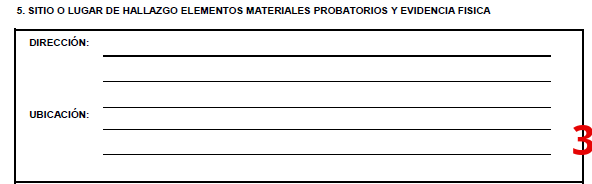 5. SITIO O LUGAR DE HALLAZGO ELEMENTOS MATERIALES PROBATORIOS Y EVIDENCIA FISICA
DIRECCIÓN:
UBICACIÓN:
3